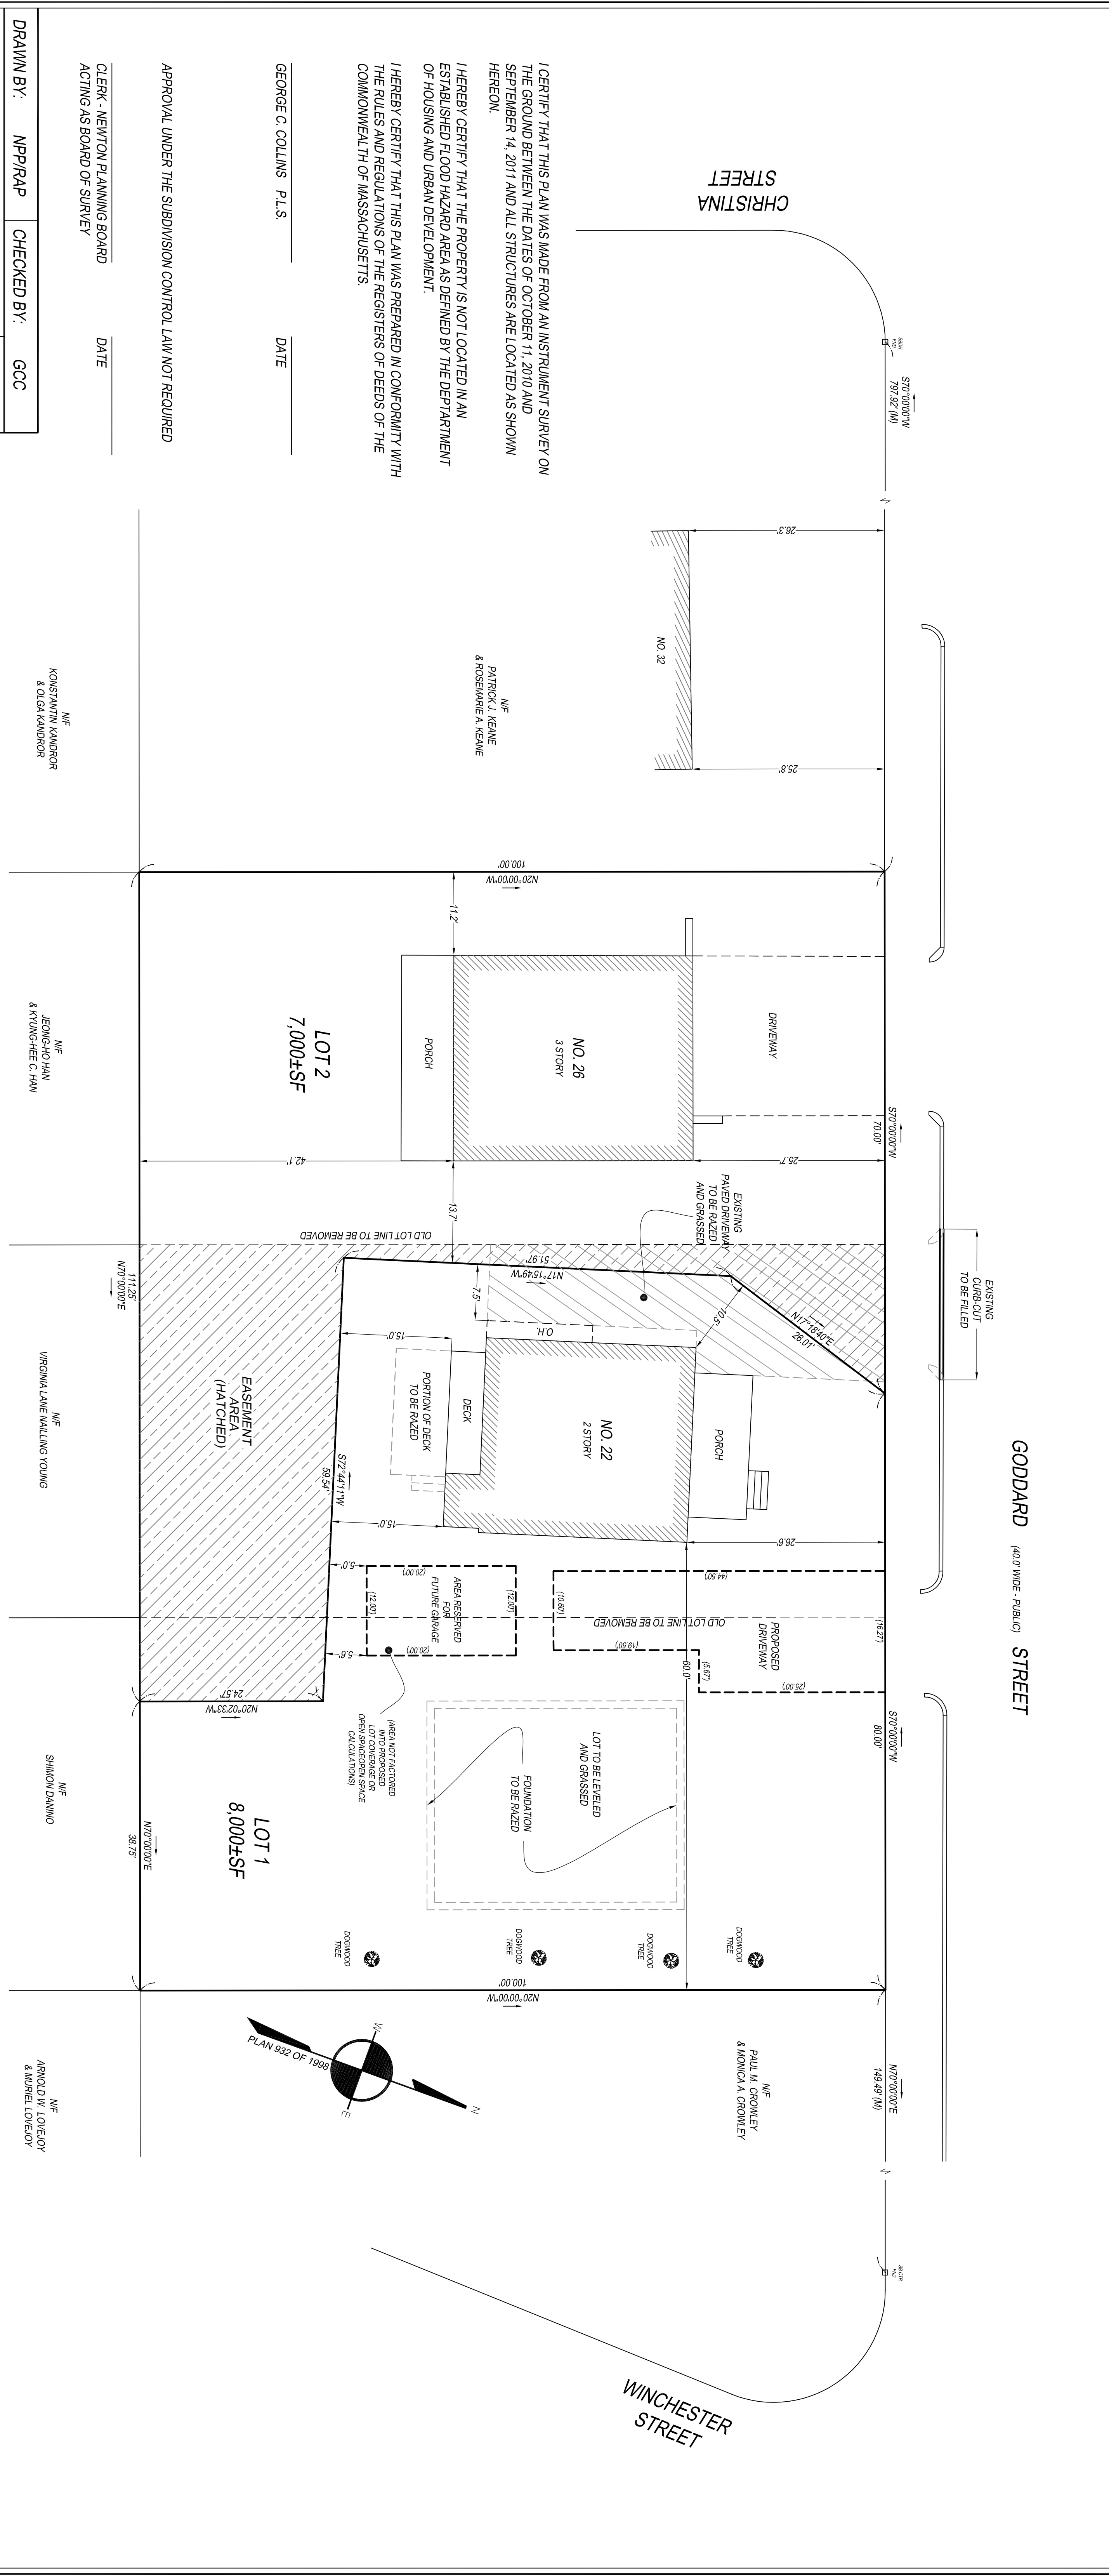 GODDARD (40.0' WIDE - PUBLIC) STREET
CHRISTINA
STREET
WINCHESTER
STREET
SBDH
FND
S70°00'00"W
797.92' (M)
EXISTING
CURB-CUT
TO BE FILLED
S70°00'00"W
70.00'
S70°00'00"W
80.00'
N70°00'00"E
149.49' (M)
SB CTR
FND
26.3'
25.8'
NO. 32
N/F
PATRICK J. KEANE
& ROSEMARIE A. KEANE
N20°00'00"W
100.00'
DRIVEWAY
25.7'
NO. 26
3 STORY
11.2'
13.7'
PORCH
42.1'
LOT 2
7,000±SF
EXISTING
PAVED DRIVEWAY
TO BE RAZED
AND GRASSED
OLD LOT LINE TO BE REMOVED
N17°18'40"E
26.01'
N17°15'49"W
51.97'
10.5'
7.5'
O.H.
PORCH
NO. 22
2 STORY
DECK
PORTION OF DECK
TO BE RAZED
15.0'
15.0'
26.6'
S72°44'11"W
59.54'
EASEMENT
AREA
(HATCHED)
(16.27')
PROPOSED
DRIVEWAY
(44.50')
(25.00')
(5.67')
(19.50')
(10.60')
OLD LOT LINE TO BE REMOVED
60.0'
AREA RESERVED
FOR
FUTURE GARAGE
(12.00')
(20.00')
(20.00')
(12.00')
5.0'
5.6'
(AREA NOT FACTORED
INTO PROPOSED
LOT COVERAGE OR
OPEN SPACEOPEN SPACE
CALCULATIONS)
LOT TO BE LEVELED
AND GRASSED
FOUNDATION
TO BE RAZED
N20°02'33"W
24.57'
LOT 1
8,000±SF
DOGWOOD
TREE
DOGWOOD
TREE
DOGWOOD
TREE
DOGWOOD
TREE
N20°00'00"W
100.00'
N/F
PAUL M. CROWLEY
& MONICA A. CROWLEY
N
W
E
PLAN 932 OF 1998
111.25'
N70°00'00"E
N70°00'00"E
38.75'
N/F
KONSTANTIN KANDROR
& OLGA KANDROR
N/F
JEONG-HO HAN
& KYUNG-HEE C. HAN
N/F
VIRGINIA LANE NAILLING YOUNG
N/F
SHIMON DANINO
N/F
ARNOLD W. LOVEJOY
& MURIEL LOVEJOY
I CERTIFY THAT THIS PLAN WAS MADE FROM AN INSTRUMENT SURVEY ON
THE GROUND BETWEEN THE DATES OF OCTOBER 11, 2010 AND
SEPTEMBER 14, 2011 AND ALL STRUCTURES ARE LOCATED AS SHOWN
HEREON.
I HEREBY CERTIFY THAT THE PROPERTY IS NOT LOCATED IN AN
ESTABLISHED FLOOD HAZARD AREA AS DEFINED BY THE DEPTARTMENT
OF HOUSING AND URBAN DEVELOPMENT.
I HEREBY CERTIFY THAT THIS PLAN WAS PREPARED IN CONFORMITY WITH
THE RULES AND REGULATIONS OF THE REGISTERS OF DEEDS OF THE
COMMONWEALTH OF MASSACHUSETTS.
GEORGE C. COLLINS P.L.S. DATE
APPROVAL UNDER THE SUBDIVISION CONTROL LAW NOT REQUIRED
CLERK - NEWTON PLANNING BOARD DATE
ACTING AS BOARD OF SURVEY
DRAWN BY: NPP/RAP CHECKED BY: GCC